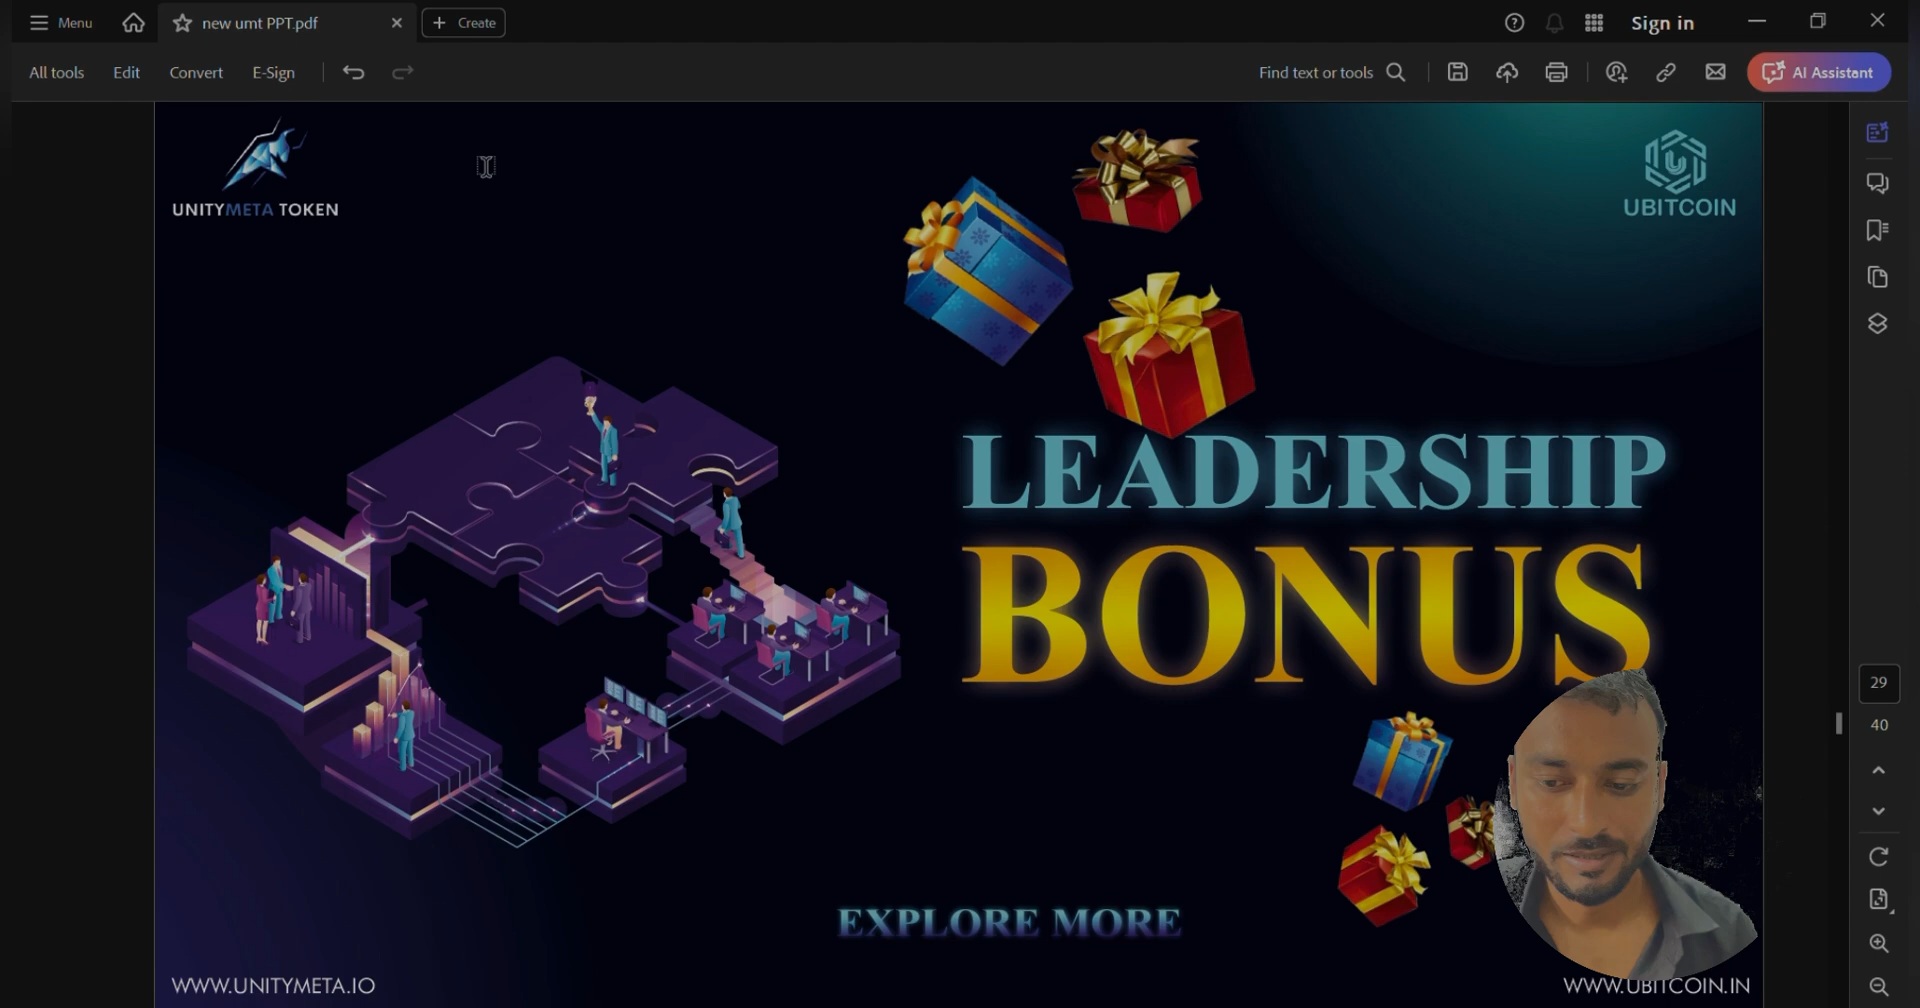 Menu
new umt PPT.pdf
Create
Sign in
All tools
Edit
Convert
E-Sign
Find text or tools
AI Assistant
UNITYMETA TOKEN
UBITCOIN
LEADERSHIP
BONUS
29
40
EXPLORE MORE
WWW.UNITYMETA.IO
WWW.UBITCOIN.IN